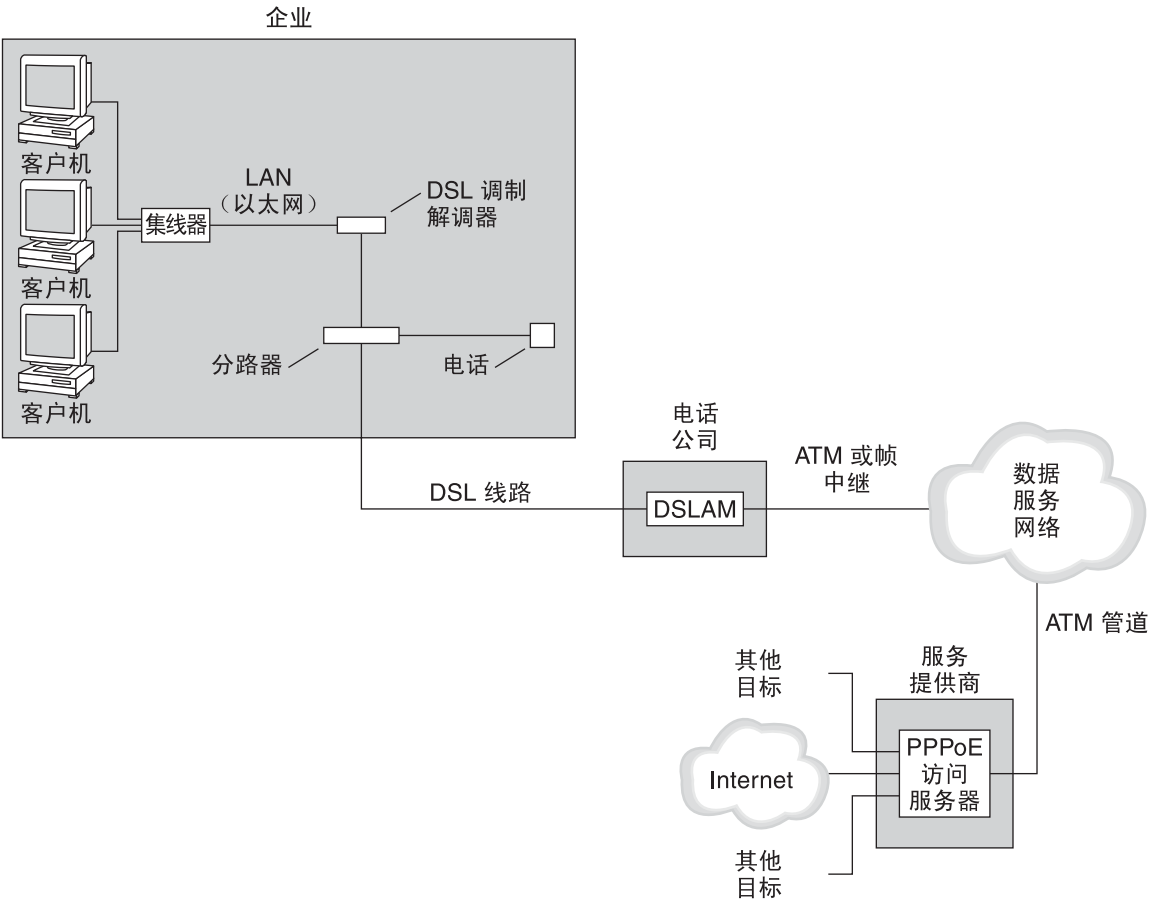 企业
客户机
LAN
（以太网）
DSL 调制
解调器
集线器
客户机
分路器
电话
客户机
电话
公司
ATM 或帧
中继
数据
服务
网络
DSL 线路
DSLAM
ATM 管道
其他
目标
服务
提供商
PPPoE
访问
服务器
Internet
其他
目标